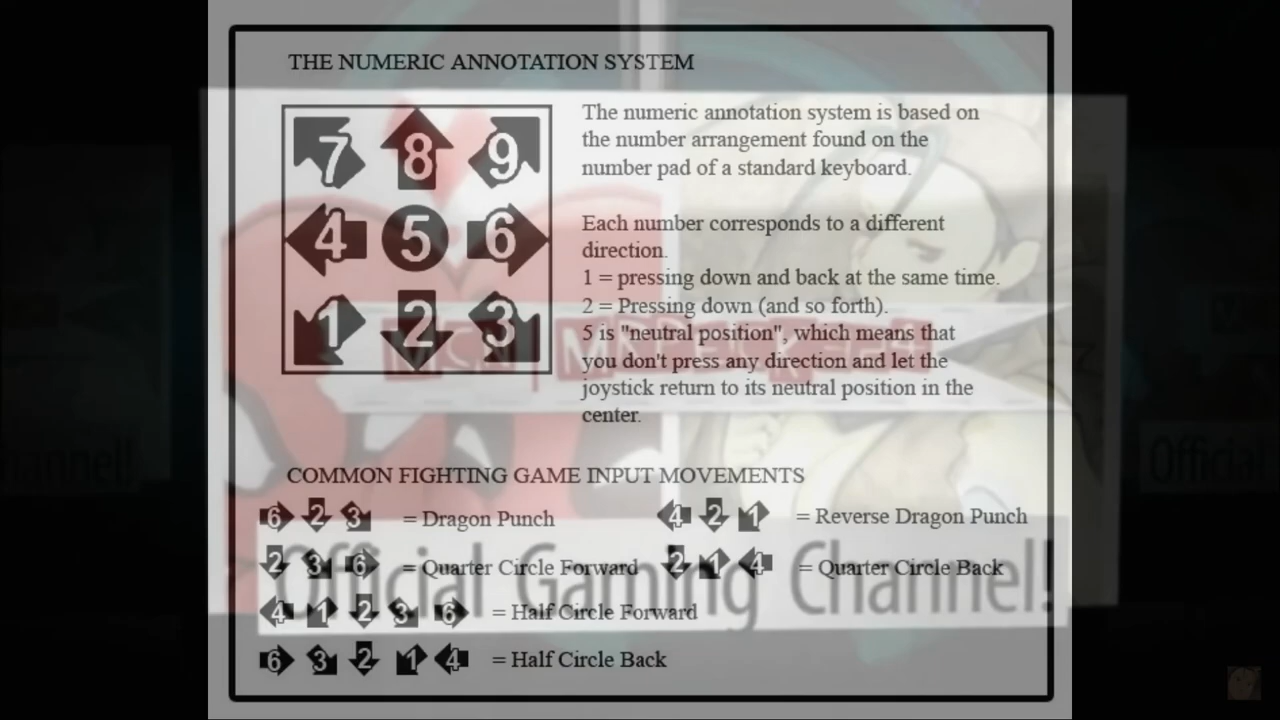 THE NUMERIC ANNOTATION SYSTEM
7 8 9
4 5 6
1 2 3
The numeric annotation system is based on
the number arrangement found on the
number pad of a standard keyboard.
Each number corresponds to a different
direction.
1 = pressing down and back at the same time.
2 = Pressing down (and so forth).
5 is "neutral position", which means that
you don't press any direction and let the
joystick return to its neutral position in the
center.
COMMON FIGHTING GAME INPUT MOVEMENTS
6 2 3 = Dragon Punch
4 2 1 = Reverse Dragon Punch
2 3 6 = Quarter Circle Forward
2 1 4 = Quarter Circle Back
4 1 2 3 6 = Half Circle Forward
6 3 2 1 4 = Half Circle Back
Official Gaming Channel!
hannel!
Official